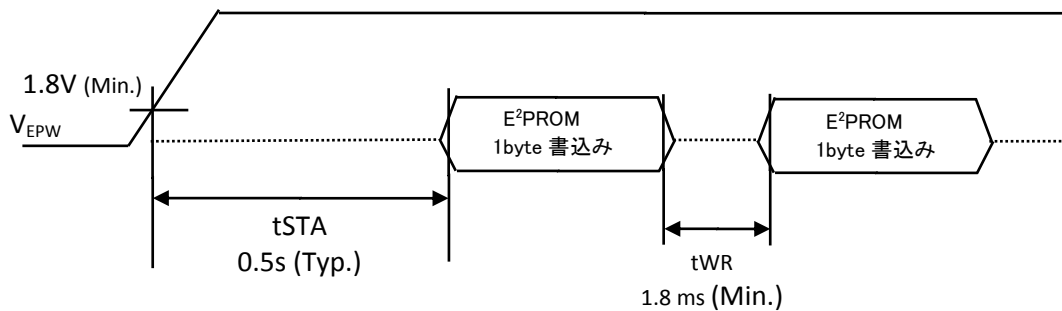 1.8V (Min.)
VEPW
E²PROM
1byte 書込み
E²PROM
1byte 書込み
tSTA
0.5s (Typ.)
tWR
1.8 ms (Min.)